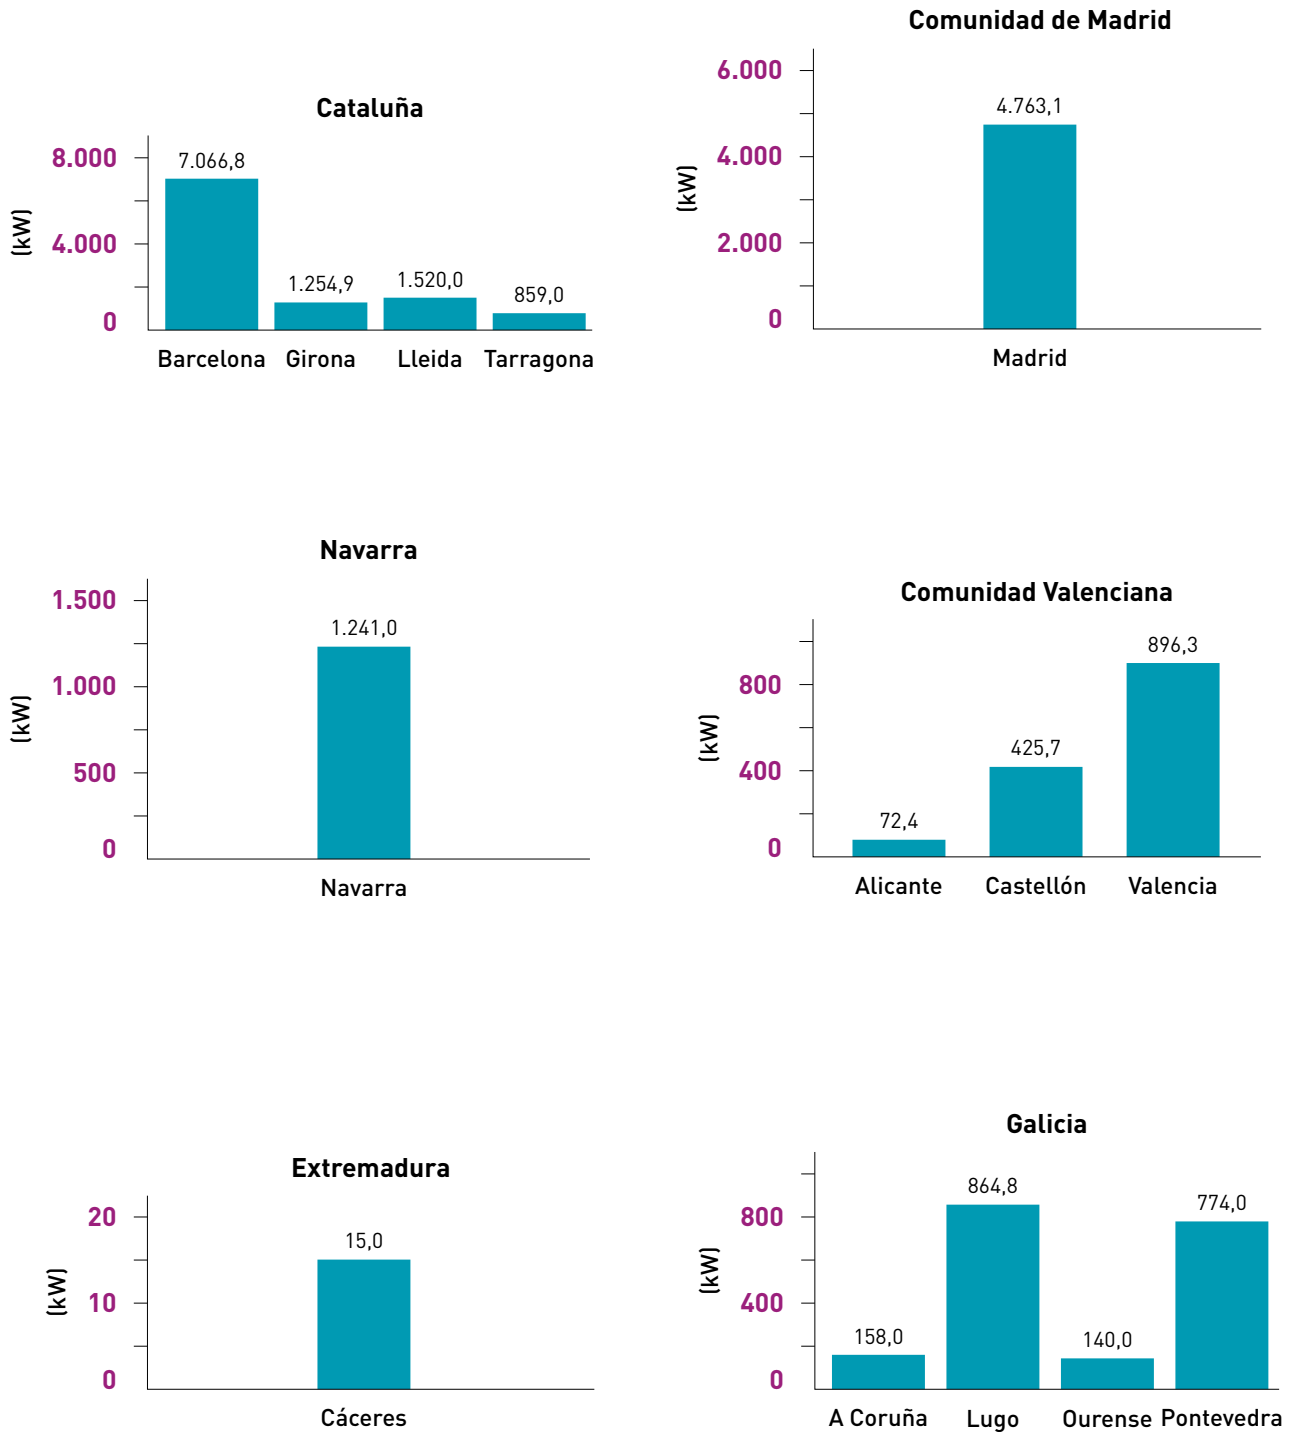 Cataluña
(kW)
8.000
4.000
0
7.066,8
1.254,9
1.520,0
859,0
Barcelona Girona Lleida Tarragona
Comunidad de Madrid
(kW)
6.000
4.000
2.000
0
4.763,1
Madrid
Navarra
(kW)
1.500
1.000
500
0
1.241,0
Navarra
Comunidad Valenciana
(kW)
800
400
0
72,4
425,7
896,3
Alicante Castellón Valencia
Extremadura
(kW)
20
10
0
15,0
Cáceres
Galicia
(kW)
800
400
0
158,0
864,8
140,0
774,0
A Coruña Lugo Ourense Pontevedra